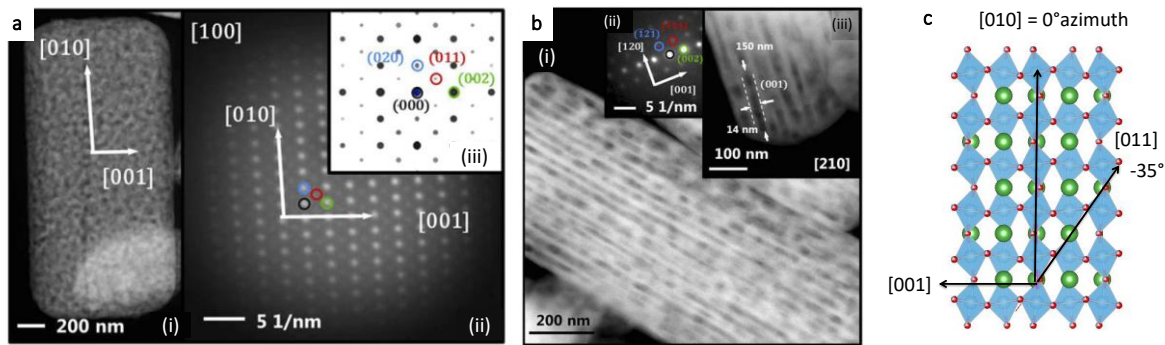 a
[010]
[001]
200 nm
(i)
[100]
[010]
[001]
5 1/nm
(ii)
(020)
(011)
(002)
(000)
(iii)
b
(i)
200 nm
(ii)
(121)
[120]
(002)
[001]
5 1/nm
(iii)
150 nm
(001)
14 nm
100 nm
[210]
c
[010] = 0°azimuth
[011]
-35°
[001]